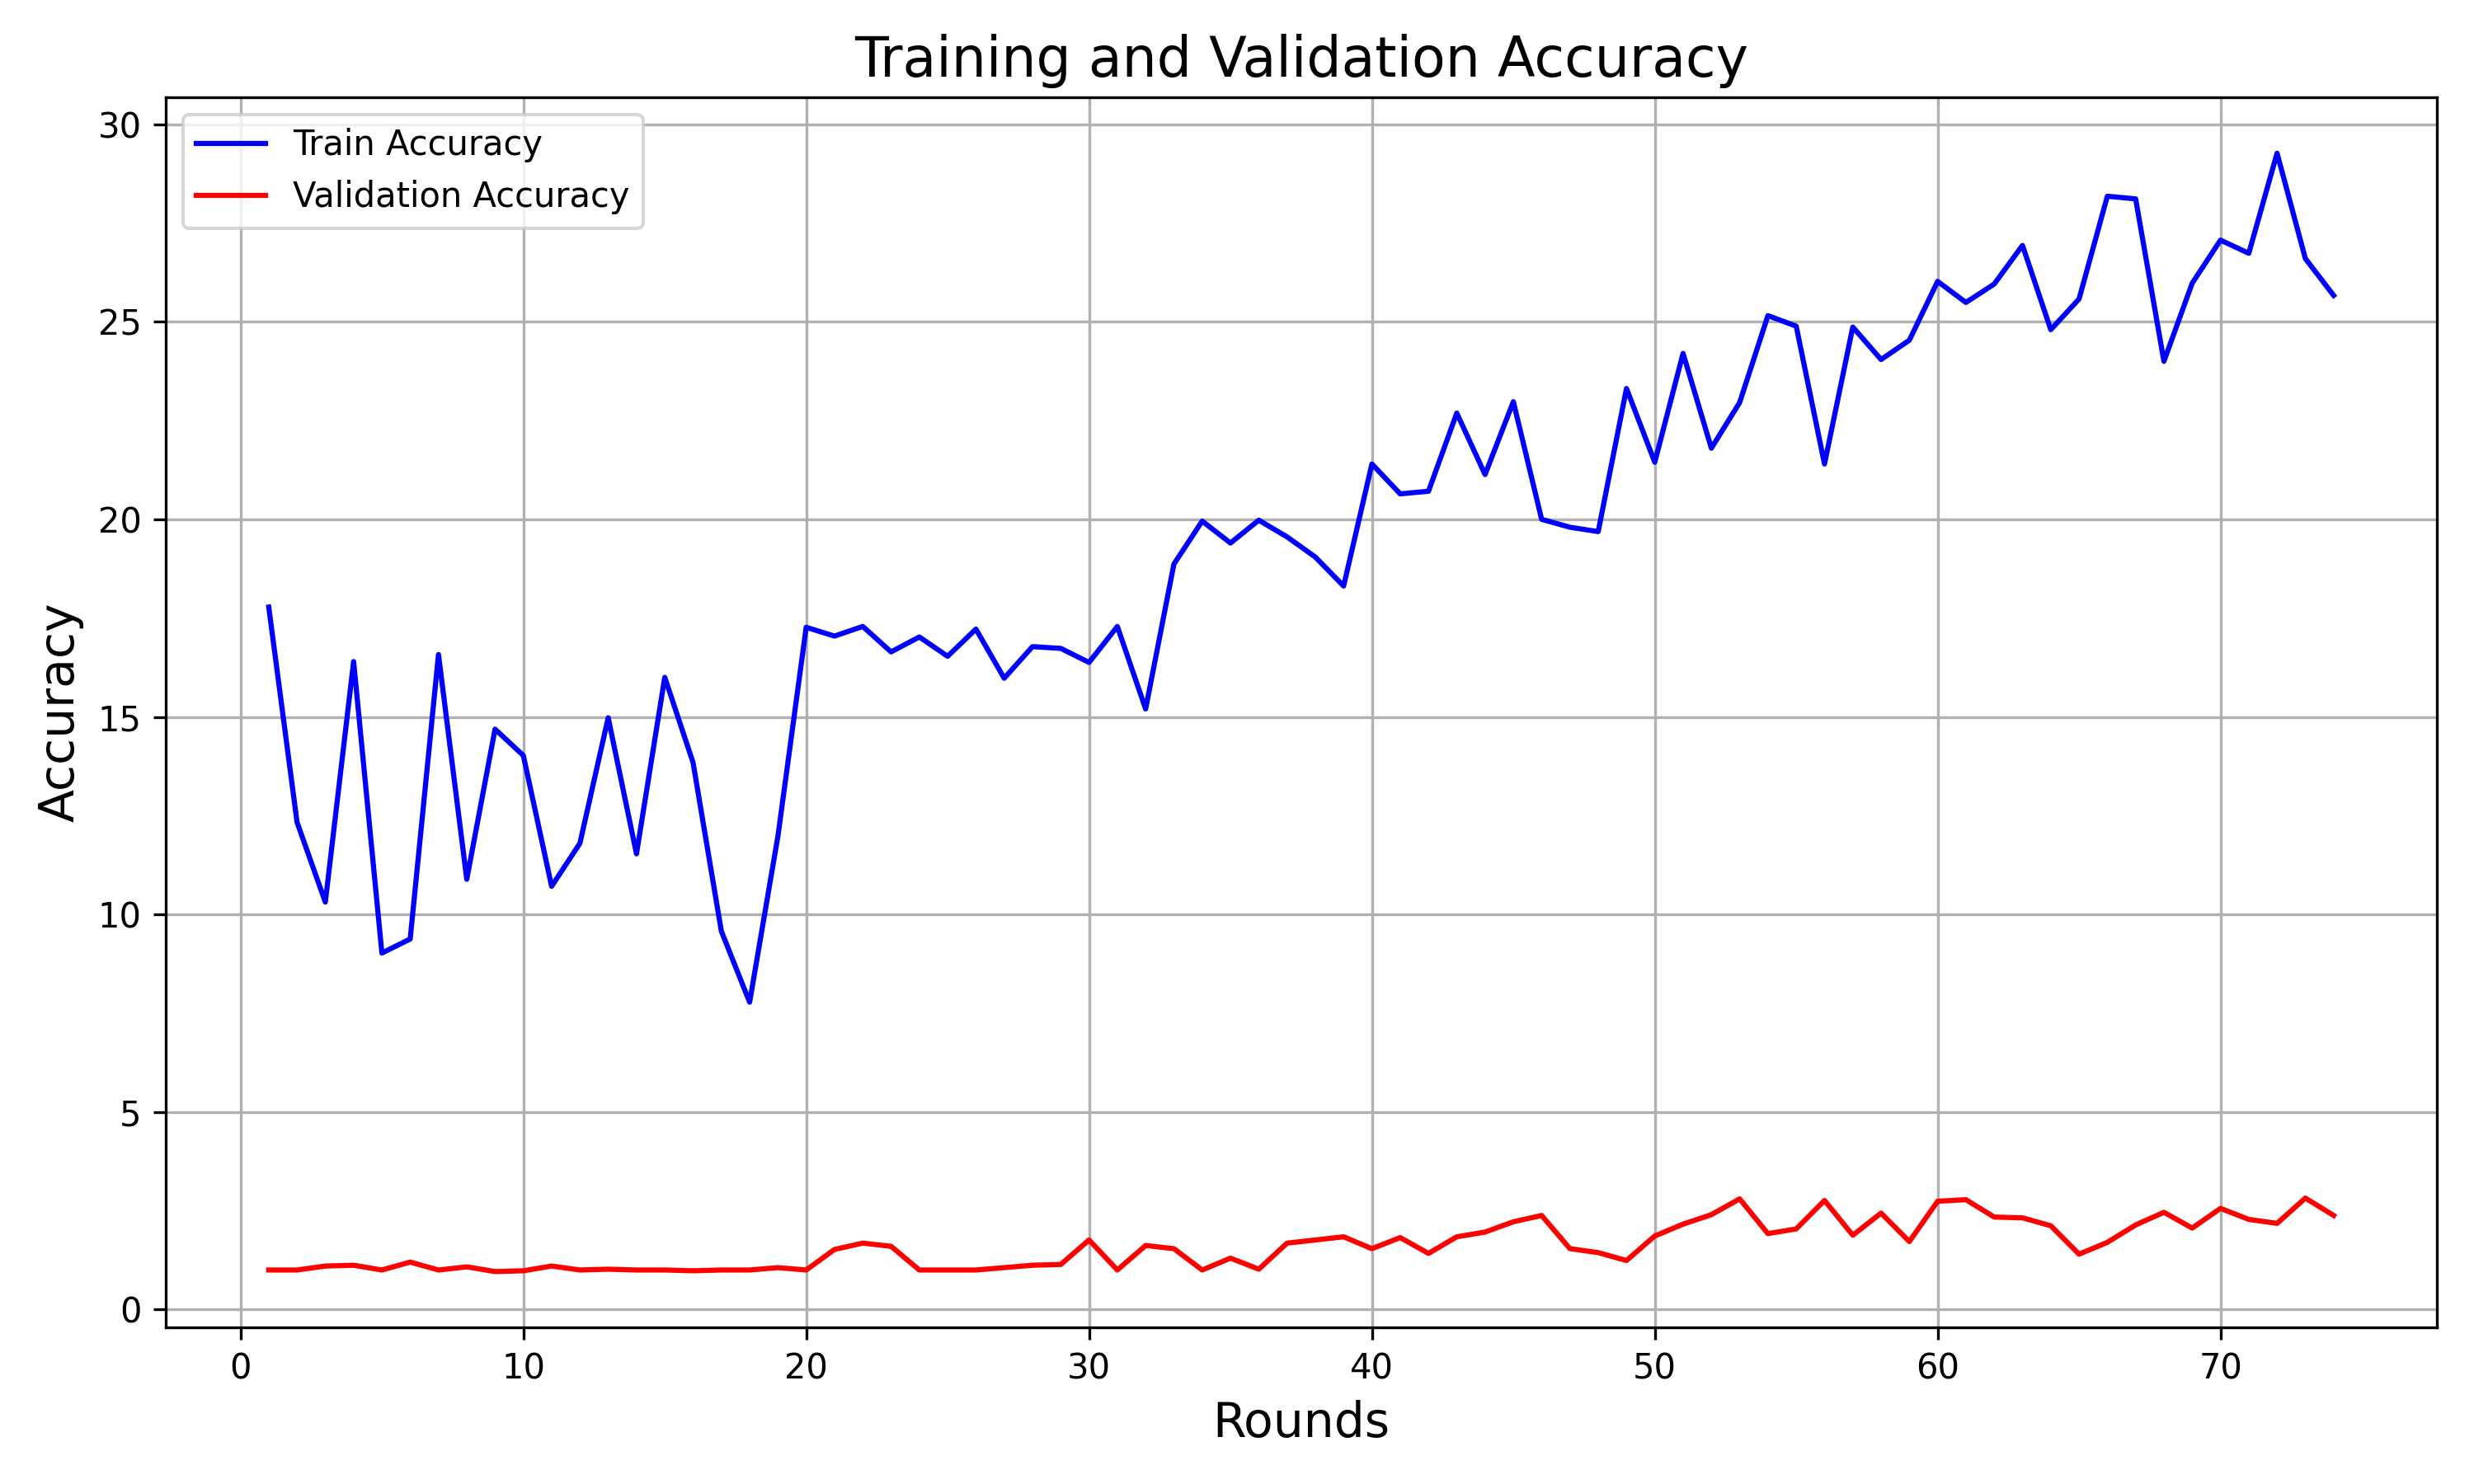 Training and Validation Accuracy
Train Accuracy
Validation Accuracy
Accuracy
30
25
20
15
10
5
0
0 10 20 30 40 50 60 70
Rounds